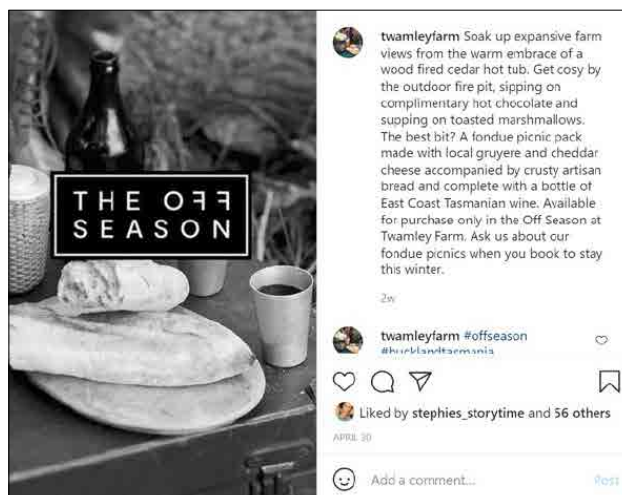 THE OFF
SEASON
twamleyfarm Soak up expansive farm
views from the warm embrace of a
wood fired cedar hot tub. Get cosy by
the outdoor fire pit, sipping on
complimentary hot chocolate and
supping on toasted marshmallows.
The best bit? A fondue picnic pack
made with local gruyere and cheddar
cheese accompanied by crusty artisan
bread and complete with a bottle of
East Coast Tasmanian wine. Available
for purchase only in the Off Season at
Twamley Farm. Ask us about our
fondue picnics when you book to stay
this winter.
2w
twamleyfarm #offseason
#bucklandtasmania
Liked by stephies_storytime and 56 others
APRIL 30
Add a comment...
Post